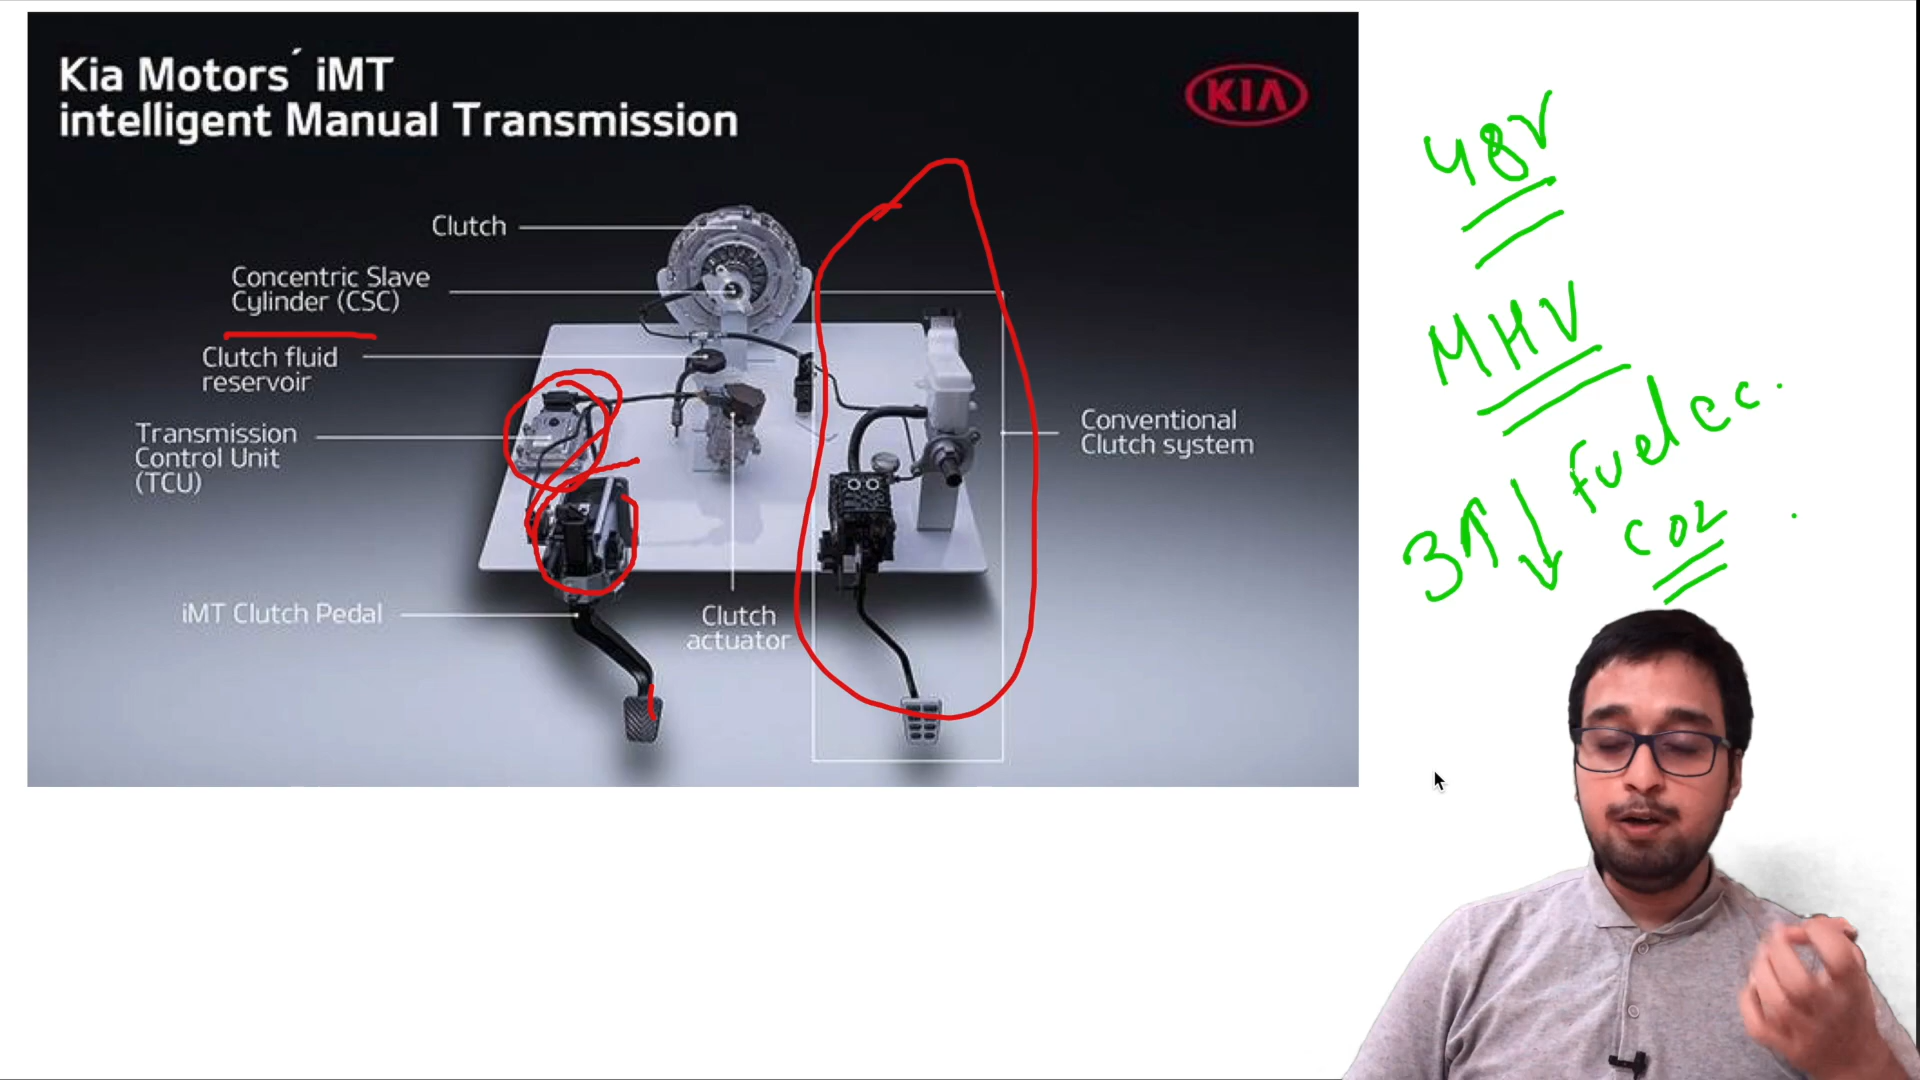 Kia Motors´ iMT
intelligent Manual Transmission
KIA
Clutch
Concentric Slave
Cylinder (CSC)
Clutch fluid
reservoir
Transmission
Control Unit
(TCU)
iMT Clutch Pedal
Clutch
actuator
Conventional
Clutch system
48V
MHV
fuel ec.
CO2